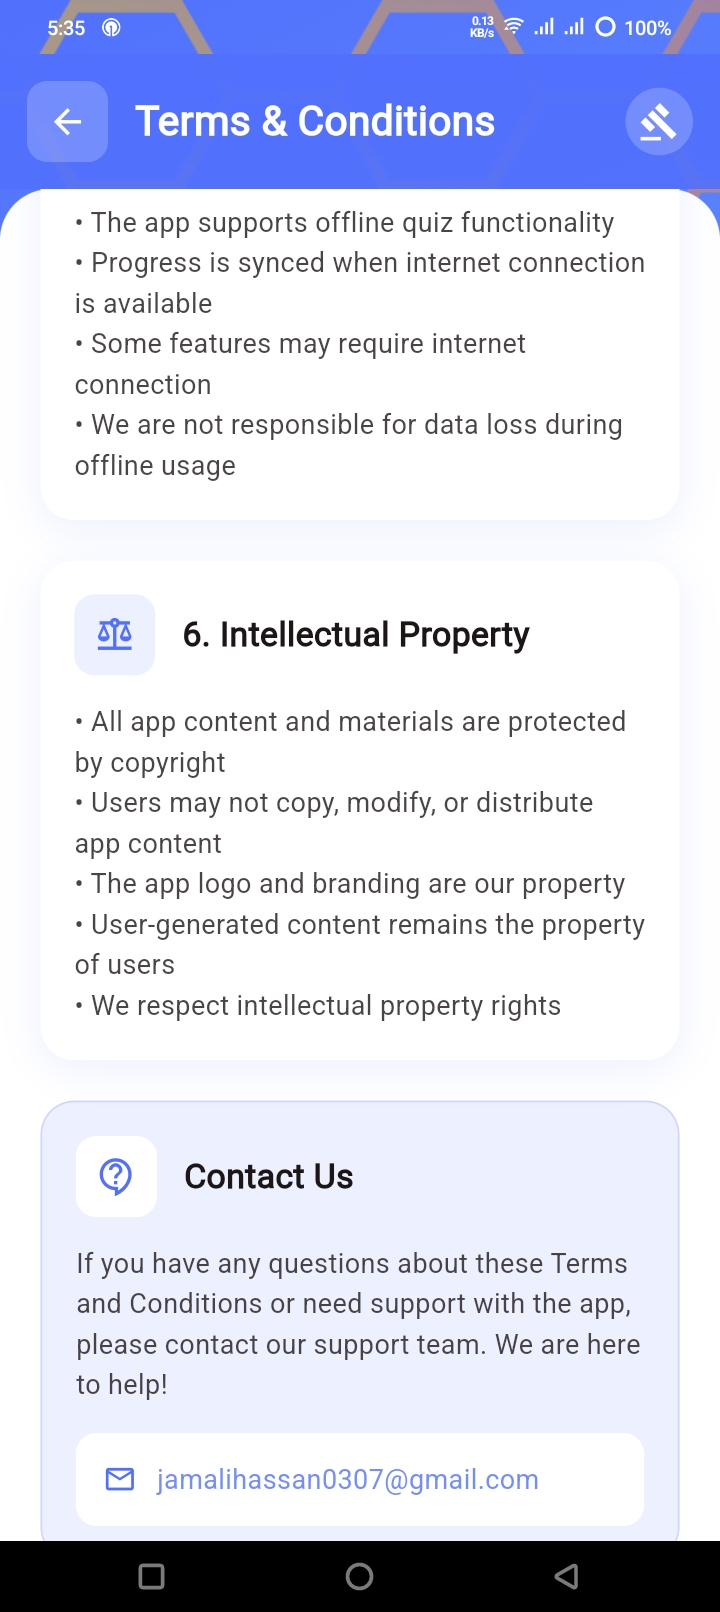 5:35
0.13
KB/s
100%
Terms & Conditions
• The app supports offline quiz functionality
• Progress is synced when internet connection
is available
• Some features may require internet
connection
• We are not responsible for data loss during
offline usage
6. Intellectual Property
• All app content and materials are protected
by copyright
• Users may not copy, modify, or distribute
app content
• The app logo and branding are our property
• User-generated content remains the property
of users
• We respect intellectual property rights
Contact Us
If you have any questions about these Terms
and Conditions or need support with the app,
please contact our support team. We are here
to help!
jamalihassan0307@gmail.com